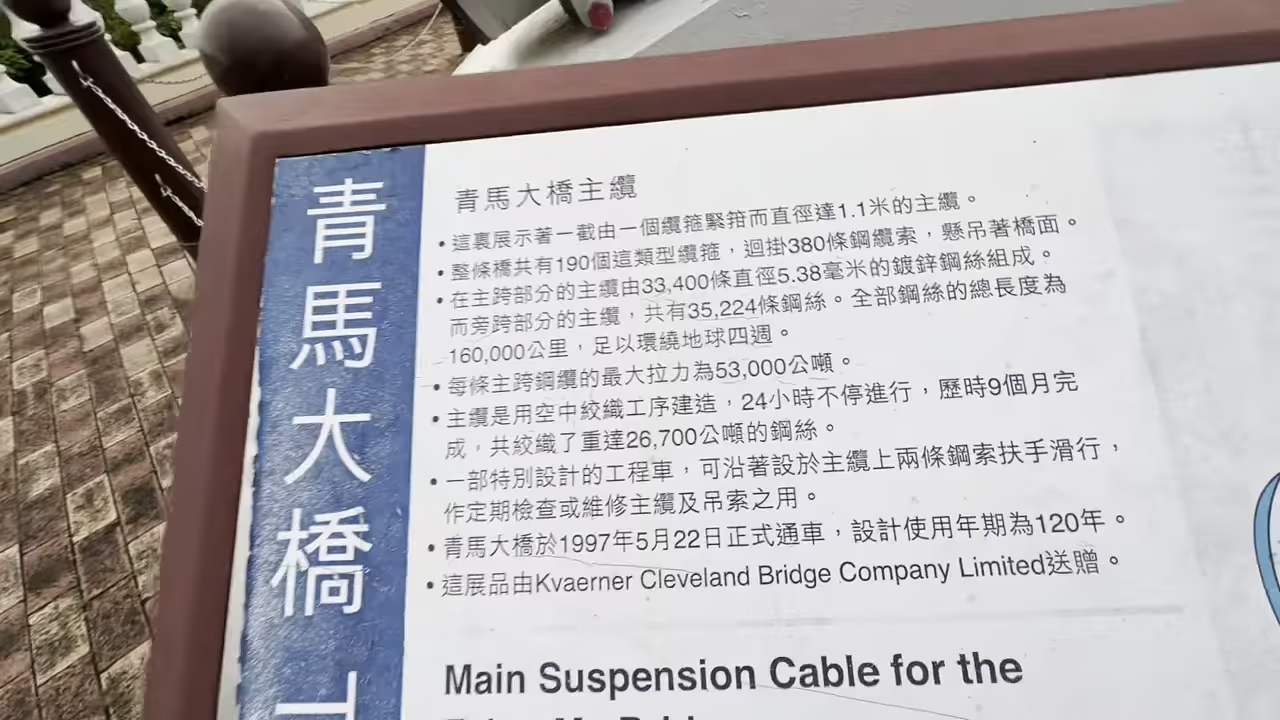 青馬大橋
青馬大橋主纜
• 這裏展示著一截由一個纜箍緊箝而直徑達1.1米的主纜。
• 整條橋共有190個這類型纜箍，迴掛380條鋼纜索，懸吊著橋面。
• 在主跨部分的主纜由33,400條直徑5.38毫米的鍍鋅鋼絲組成。
而旁跨部分的主纜，共有35,224條鋼絲。全部鋼絲的總長度為
160,000公里，足以環繞地球四週。
• 每條主跨鋼纜的最大拉力為53,000公噸。
• 主纜是用空中絞織工序建造，24小時不停進行，歷時9個月完
成，共絞織了重達26,700公噸的鋼絲。
• 一部特別設計的工程車，可沿著設於主纜上兩條鋼索扶手滑行，
作定期檢查或維修主纜及吊索之用。
• 青馬大橋於1997年5月22日正式通車，設計使用年期為120年。
• 這展品由Kvaerner Cleveland Bridge Company Limited送贈。
Main Suspension Cable for the